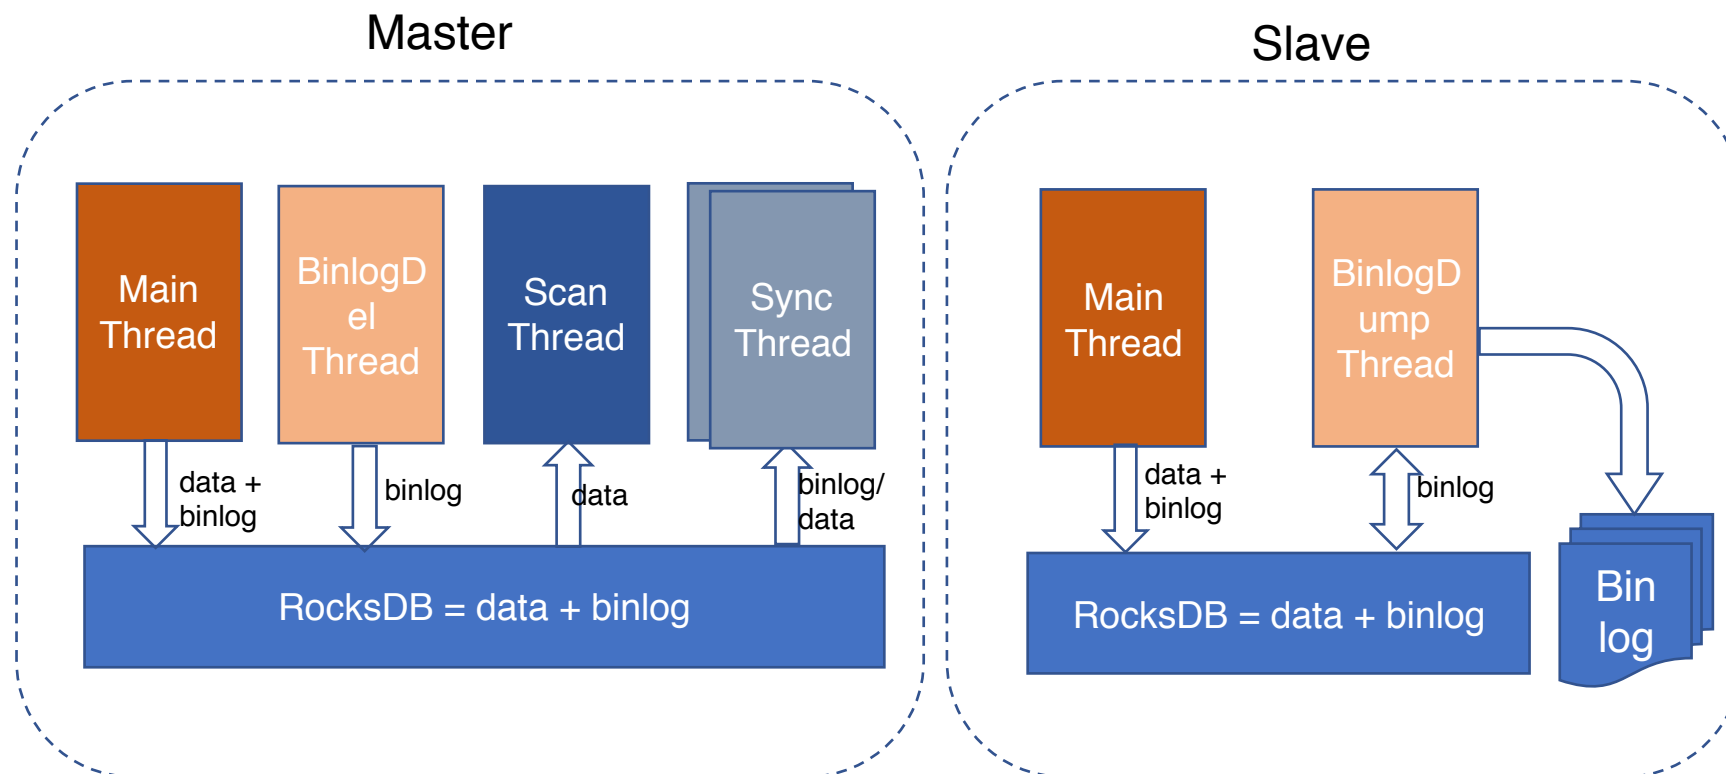 Master
Slave
Main
Thread
BinlogD
el
Thread
Scan
Thread
Sync
Thread
Main
Thread
BinlogD
ump
Thread
data +
binlog
binlog
data
binlog/
data
data +
binlog
binlog
RocksDB = data + binlog
RocksDB = data + binlog
Bin
log